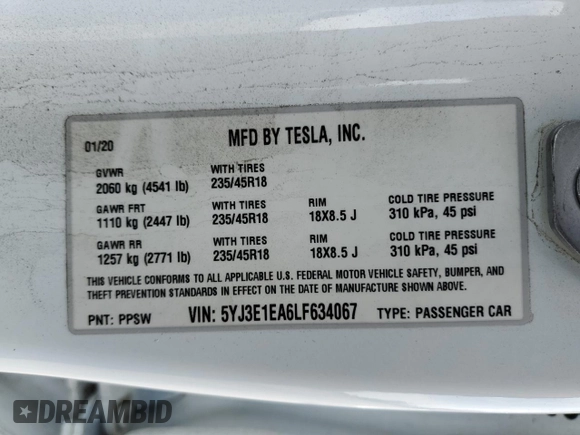 MFD BY TESLA, INC.
01/20
GVWR WITH TIRES
2060 kg (4541 lb) 235/45R18
GAWR FRT WITH TIRES RIM COLD TIRE PRESSURE
1110 kg (2447 lb) 235/45R18 18X8.5 J 310 kPa, 45 psi
GAWR RR WITH TIRES RIM COLD TIRE PRESSURE
1257 kg (2771 lb) 235/45R18 18X8.5 J 310 kPa, 45 psi
THIS VEHICLE CONFORMS TO ALL APPLICABLE U.S. FEDERAL MOTOR VEHICLE SAFETY, BUMPER, AND
THEFT PREVENTION STANDARDS IN EFFECT ON THE DATE OF MANUFACTURE SHOWN ABOVE.
PNT: PPSW VIN: 5YJ3E1EA6LF634067 TYPE: PASSENGER CAR
DREAMBID